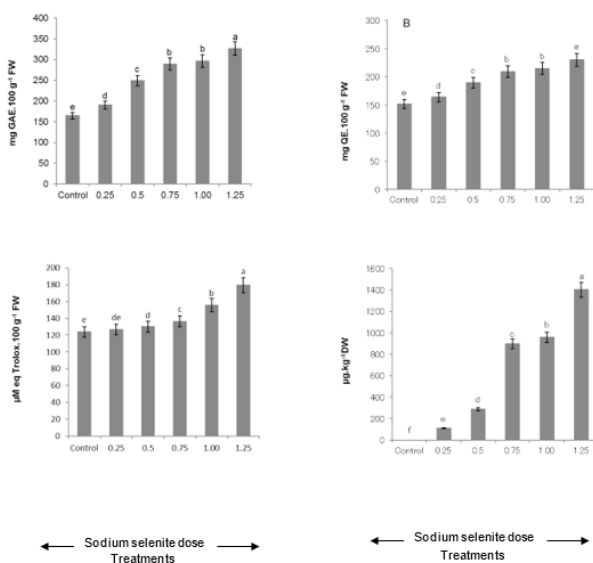 mg GAE.100 g⁻¹ FW
400
350
300
250
200
150
100
50
0
e
d
c
b
b
a
Control 0.25 0.5 0.75 1.00 1.25
B
mg QE.100 g⁻¹ FW
300
250
200
150
100
50
0
e
d
c
b
b
a
Control 0.25 0.5 0.75 1.00 1.25
µM eq Trolox.100 g⁻¹ FW
200
180
160
140
120
100
80
60
40
20
0
e
de
d
c
b
a
Control 0.25 0.5 0.75 1.00 1.25
µg.kg⁻¹DW
1600
1400
1200
1000
800
600
400
200
0
f
e
d
c
b
a
Control 0.25 0.5 0.75 1.00 1.25
Sodium selenite dose
Treatments
Sodium selenite dose
Treatments